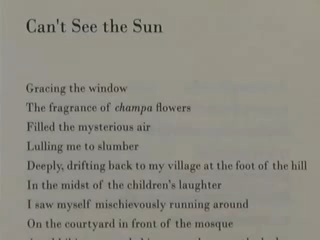 Can't See the Sun
Gracing the window
The fragrance of champa flowers
Filled the mysterious air
Lulling me to slumber
Deeply, drifting back to my village at the foot of the hill
In the midst of the children's laughter
I saw myself mischievously running around
On the courtyard in front of the mosque